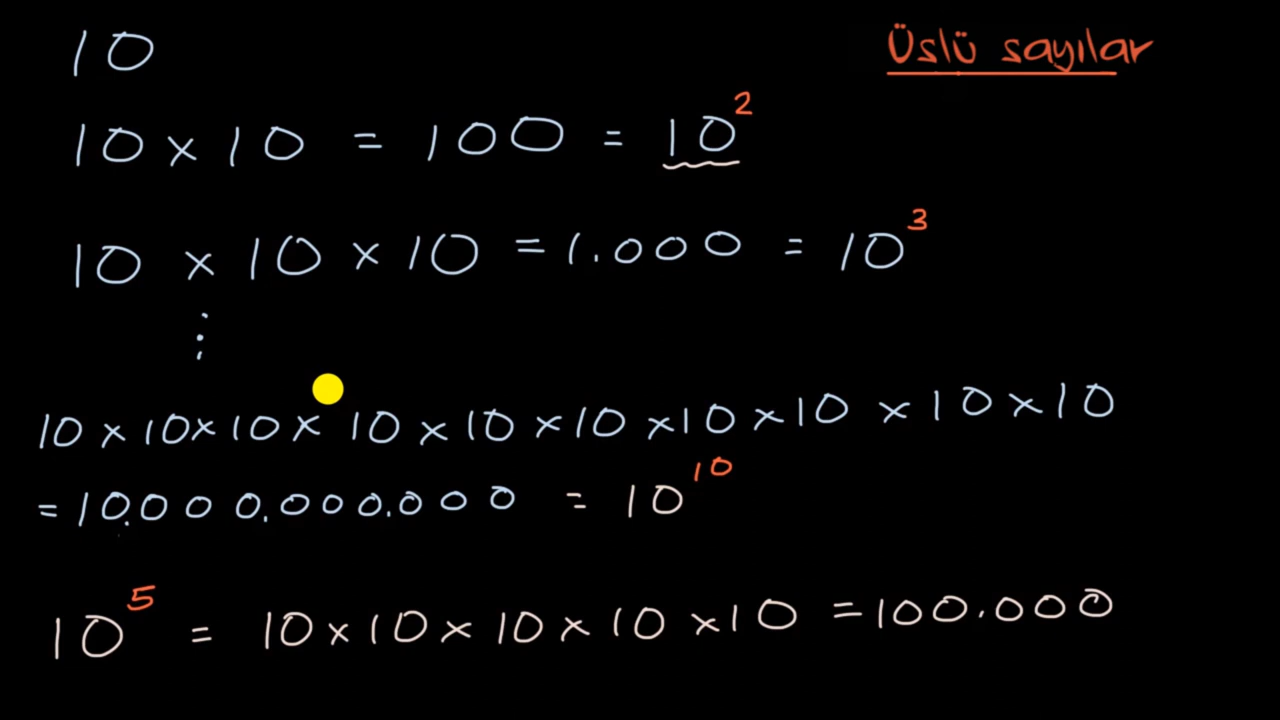 Üslü sayılar
10
10 x 10 = 100 = 10²
10 x 10 x 10 = 1.000 = 10³
⋮
10 x 10 x 10 x 10 x 10 x 10 x 10 x 10 x 10 x 10
= 10.000.000.000 = 10¹⁰
10⁵ = 10 x 10 x 10 x 10 x 10 = 100.000